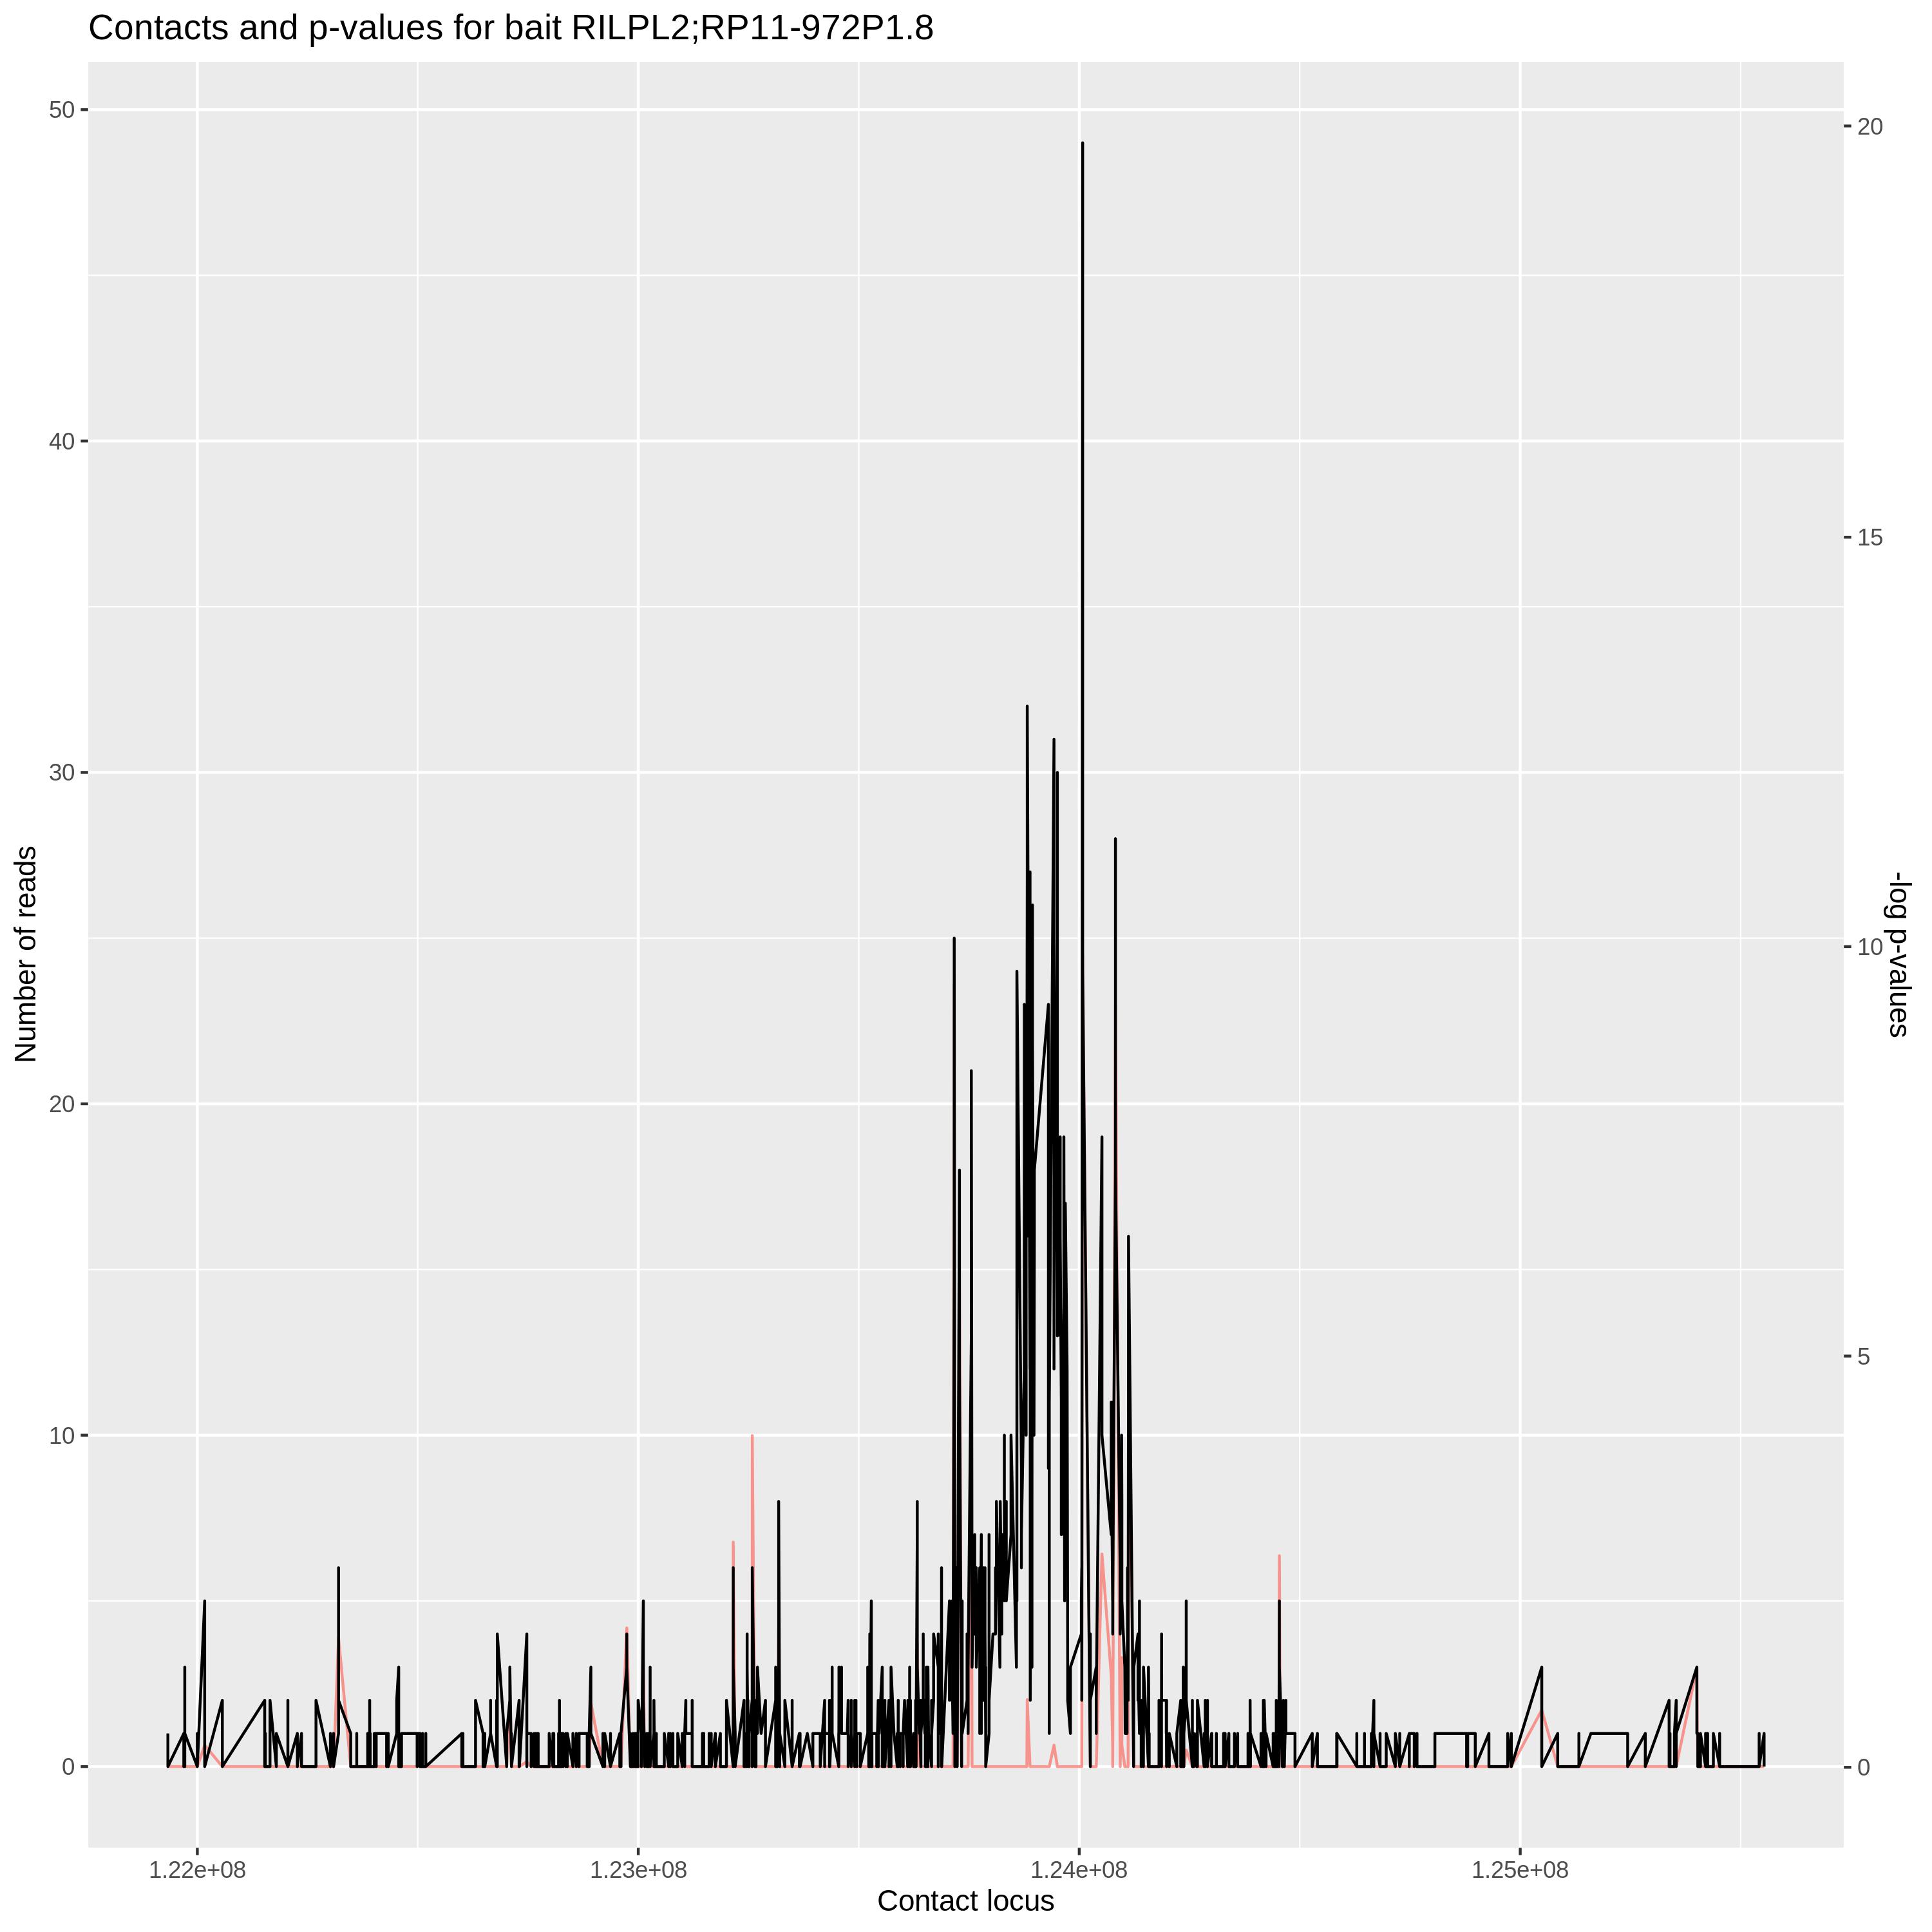 Contacts and p-values for bait RILPL2;RP11-972P1.8
50
40
30
20
10
0
Number of reads
20
15
10
5
0
-log p-values
1.22e+08
1.23e+08
1.24e+08
1.25e+08
Contact locus